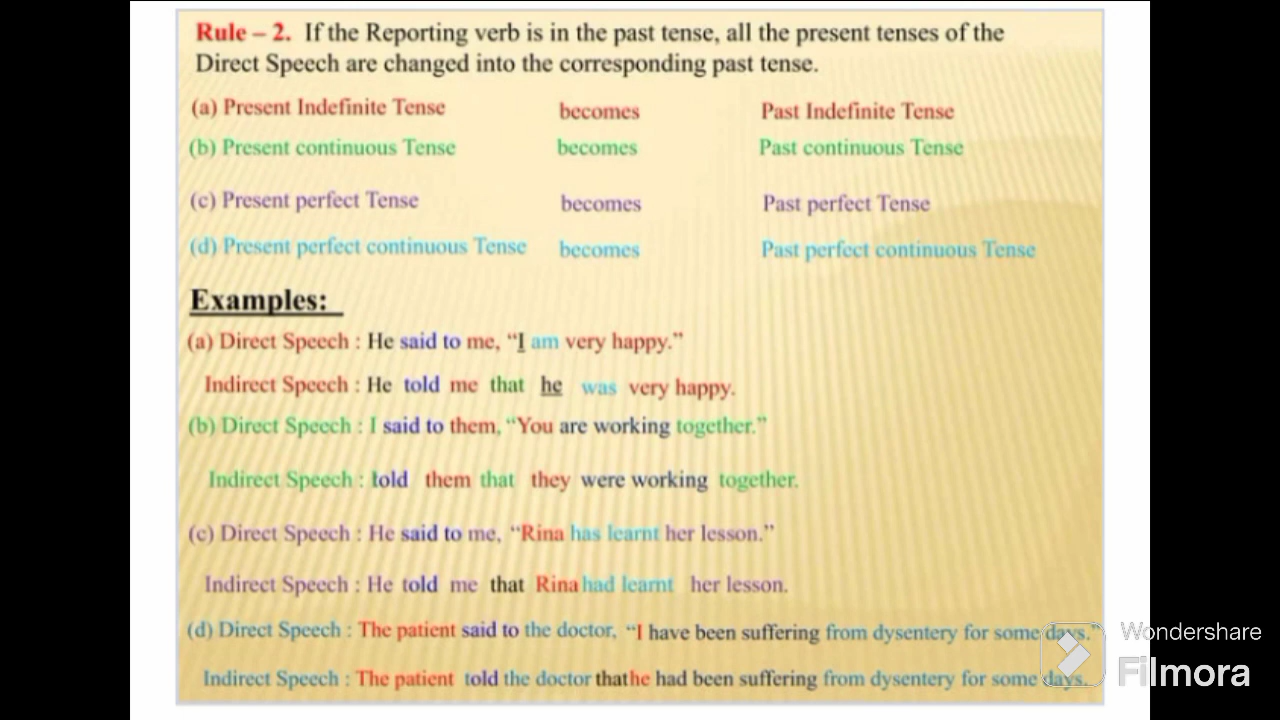 Rule – 2. If the Reporting verb is in the past tense, all the present tenses of the
Direct Speech are changed into the corresponding past tense.
(a) Present Indefinite Tense becomes Past Indefinite Tense
(b) Present continuous Tense becomes Past continuous Tense
(c) Present perfect Tense becomes Past perfect Tense
(d) Present perfect continuous Tense becomes Past perfect continuous Tense
Examples:
(a) Direct Speech : He said to me, “I am very happy.”
Indirect Speech : He told me that he was very happy.
(b) Direct Speech : I said to them, “You are working together.”
Indirect Speech : told them that they were working together.
(c) Direct Speech : He said to me, “Rina has learnt her lesson.”
Indirect Speech : He told me that Rina had learnt her lesson.
(d) Direct Speech : The patient said to the doctor, “I have been suffering from dysentery for some days.”
Indirect Speech : The patient told the doctor thathe had been suffering from dysentery for some days.
Wondershare
Filmora